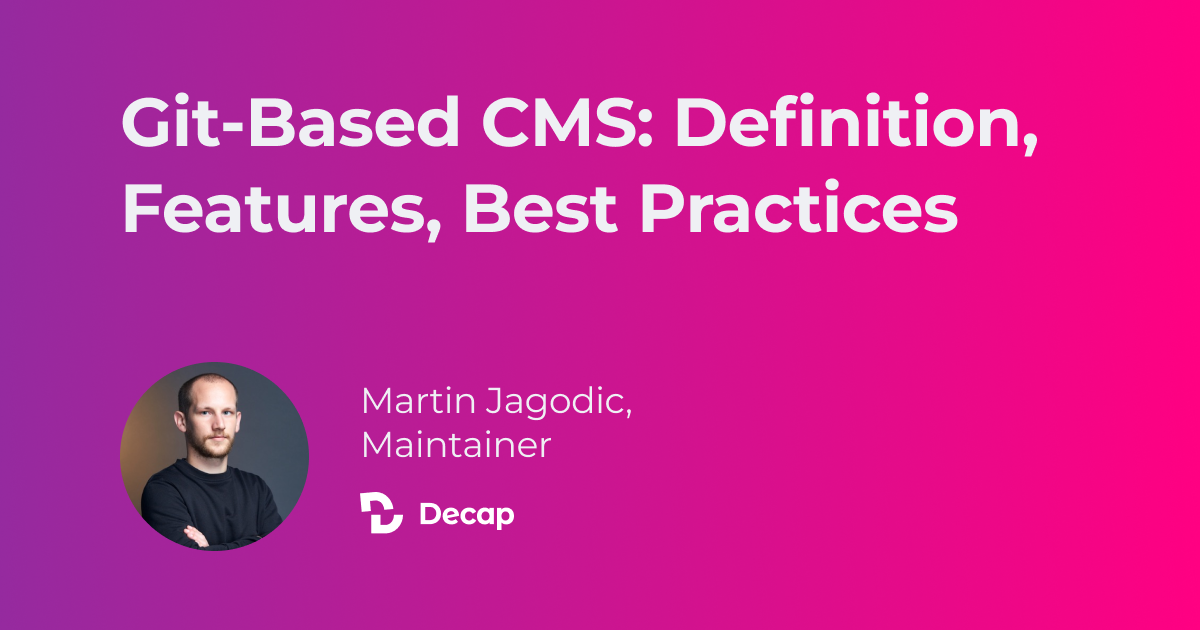 Git-Based CMS: Definition,
Features, Best Practices
Martin Jagodic,
Maintainer
Decap